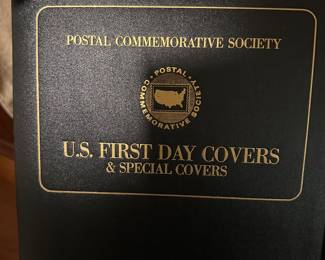 POSTAL COMMEMORATIVE SOCIETY
POSTAL
COMMEMORATIVE SOCIETY
U.S. FIRST DAY COVERS
& SPECIAL COVERS